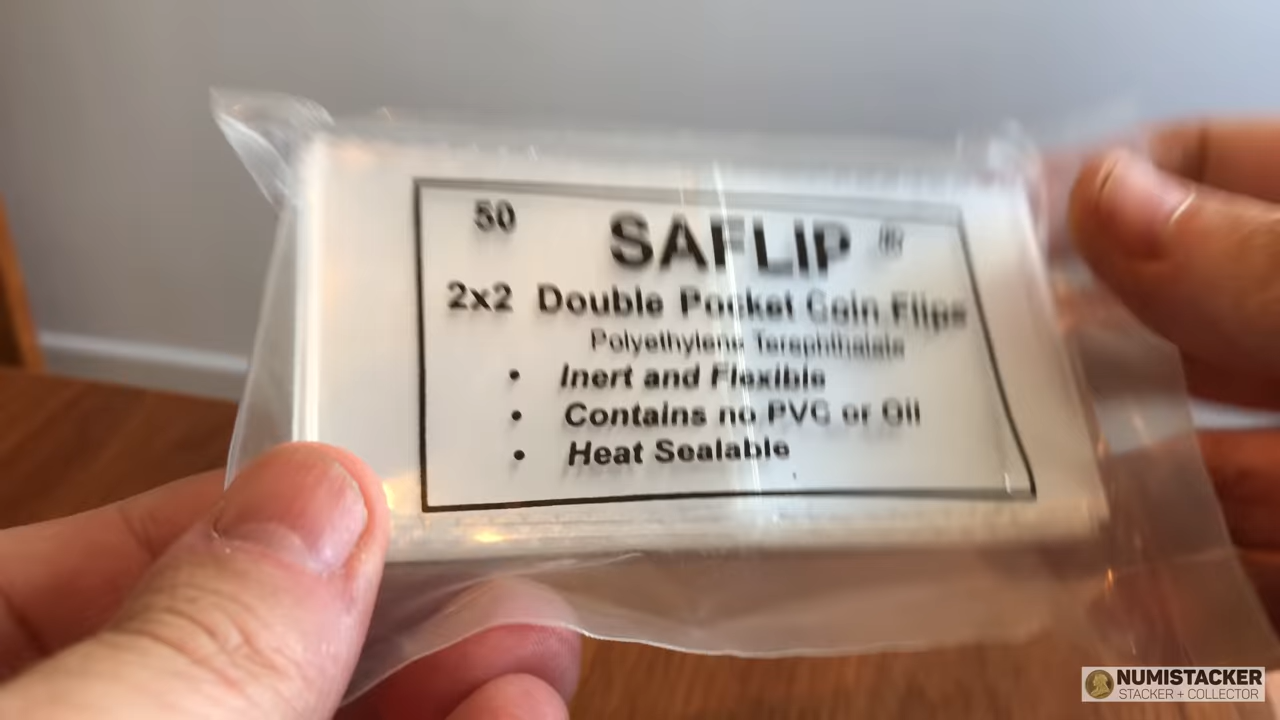 50 SAFLIP ®
2x2 Double Pocket Coin Flips
Polyethylene Terephthalate
• Inert and Flexible
• Contains no PVC or Oil
• Heat Sealable
NUMISTACKER
STACKER + COLLECTOR